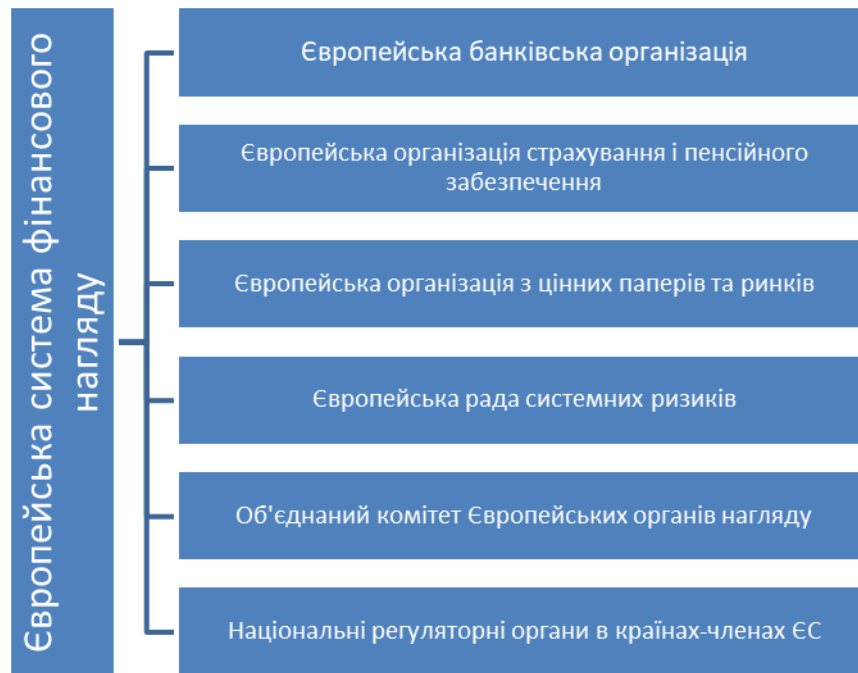 Європейська система фінансового
нагляду
Європейська банківська організація
Європейська організація страхування і пенсійного
забезпечення
Європейська організація з цінних паперів та ринків
Європейська рада системних ризиків
Об'єднаний комітет Європейських органів нагляду
Національні регуляторні органи в країнах-членах ЄС